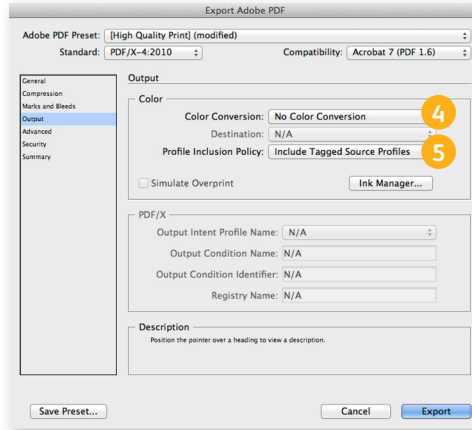 Export Adobe PDF
Adobe PDF Preset: [High Quality Print] (modified)
Standard: PDF/X-4:2010 Compatibility: Acrobat 7 (PDF 1.6)
General
Compression
Marks and Bleeds
Output
Advanced
Security
Summary
Output
Color
Color Conversion: No Color Conversion 4
Destination: N/A
Profile Inclusion Policy: Include Tagged Source Profiles 5
Simulate Overprint Ink Manager...
PDF/X
Output Intent Profile Name: N/A
Output Condition Name: N/A
Output Condition Identifier: N/A
Registry Name: N/A
Description
Position the pointer over a heading to view a description.
Save Preset... Cancel Export